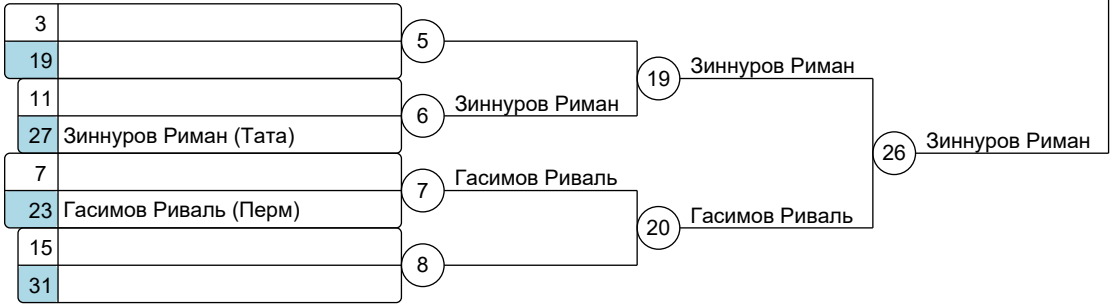 3
19
5
11
27 Зиннуров Риман (Тата)
6 Зиннуров Риман
19 Зиннуров Риман
7
23 Гасимов Риваль (Перм)
7 Гасимов Риваль
15
31
8
20 Гасимов Риваль
26 Зиннуров Риман